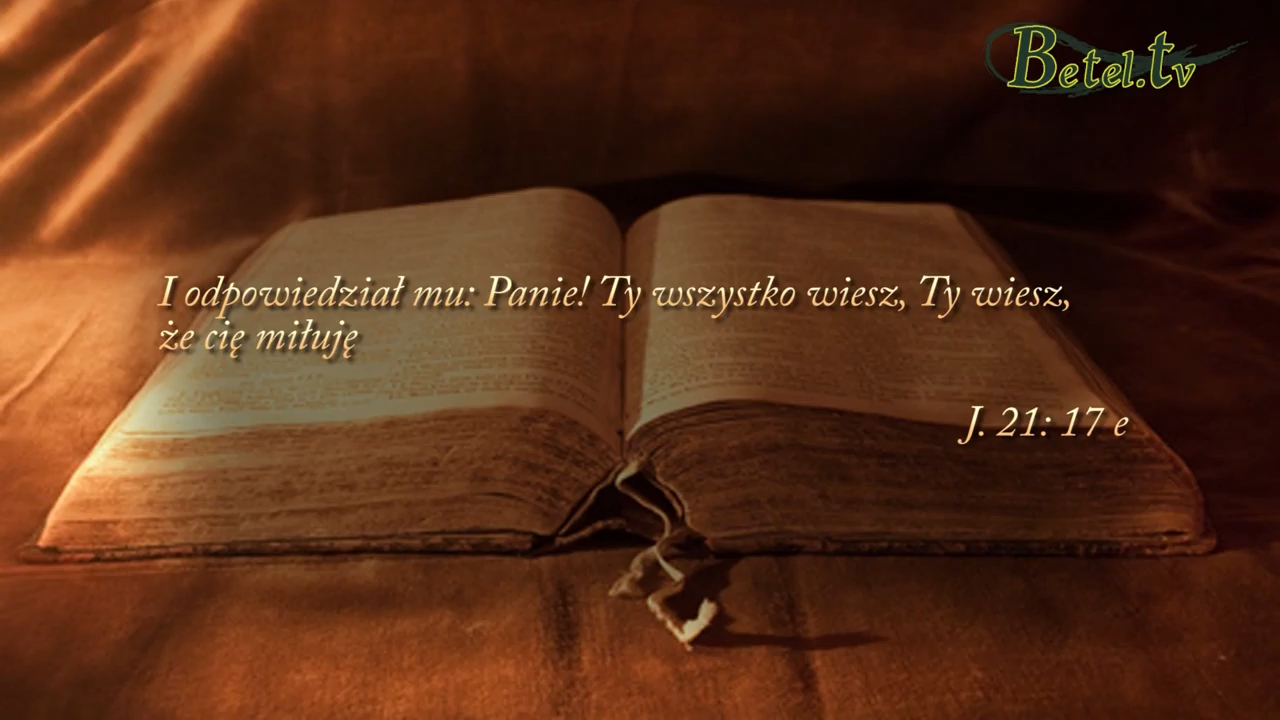 Betel.tv
I odpowiedział mu: Panie! Ty wszystko wiesz, Ty wiesz,
że cię miłuję
J. 21: 17 e